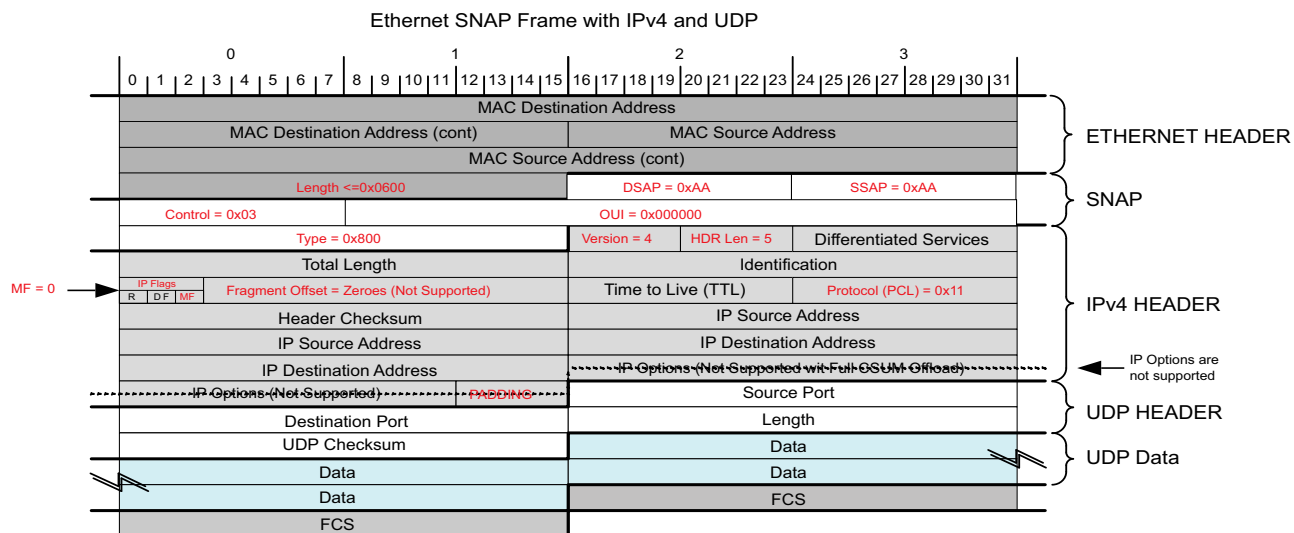 Ethernet SNAP Frame with IPv4 and UDP
0 1 2 3
0 1 2 3 4 5 6 7 8 9 10 11 12 13 14 15 16 17 18 19 20 21 22 23 24 25 26 27 28 29 30 31
MAC Destination Address
MAC Destination Address (cont) MAC Source Address
ETHERNET HEADER
MAC Source Address (cont)
Length <=0x0600 DSAP = 0xAA SSAP = 0xAA
SNAP
Control = 0x03 OUI = 0x000000
Type = 0x800 Version = 4 HDR Len = 5 Differentiated Services
Total Length Identification
MF = 0
IP Flags
R D F MF
Fragment Offset = Zeroes (Not Supported) Time to Live (TTL) Protocol (PCL) = 0x11
IPv4 HEADER
Header Checksum IP Source Address
IP Source Address IP Destination Address
IP Destination Address IP Options (Not Supported wit Full CSUM Offload)
IP Options are
not supported
IP Options (Not Supported) PADDING Source Port
UDP HEADER
Destination Port Length
UDP Checksum Data
UDP Data
Data Data
Data FCS
FCS